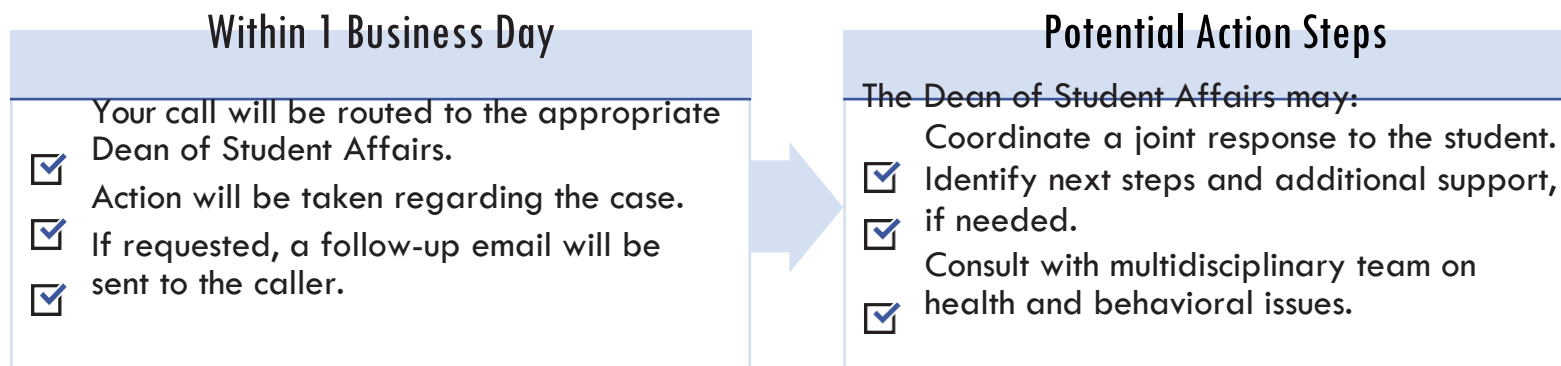 Within 1 Business Day
Your call will be routed to the appropriate
Dean of Student Affairs.
Action will be taken regarding the case.
If requested, a follow-up email will be
sent to the caller.
Potential Action Steps
The Dean of Student Affairs may:
Coordinate a joint response to the student.
Identify next steps and additional support,
if needed.
Consult with multidisciplinary team on
health and behavioral issues.